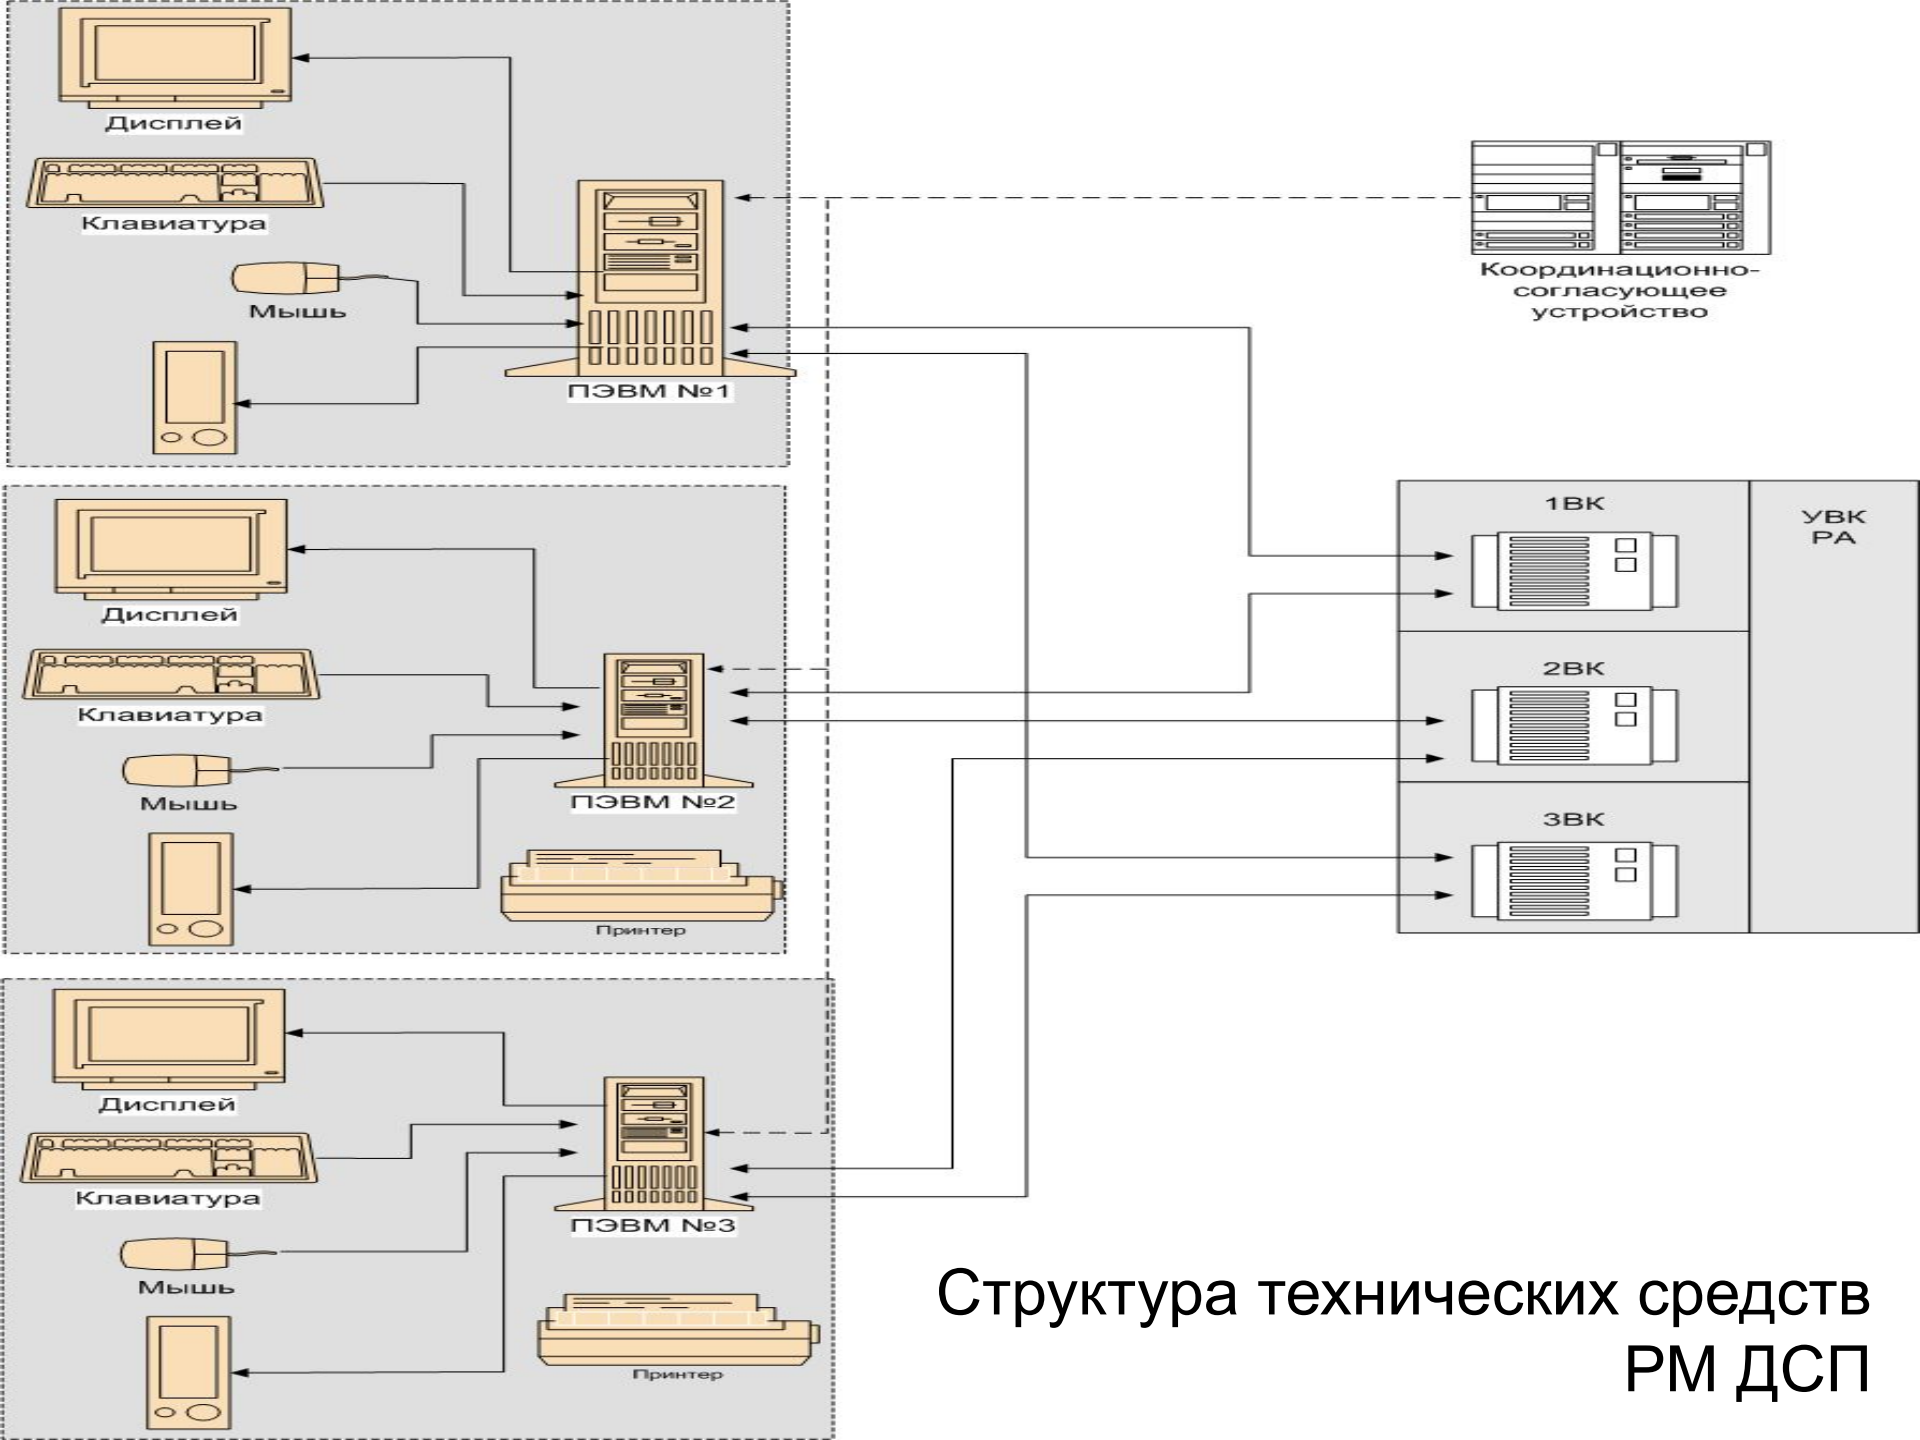 Дисплей
Клавиатура
Мышь
ПЭВМ №1
Координационно-
согласующее
устройство
Дисплей
Клавиатура
Мышь
ПЭВМ №2
Принтер
1ВК
2ВК
3ВК
УВК
РА
Дисплей
Клавиатура
Мышь
ПЭВМ №3
Принтер
Структура технических средств
РМ ДСП